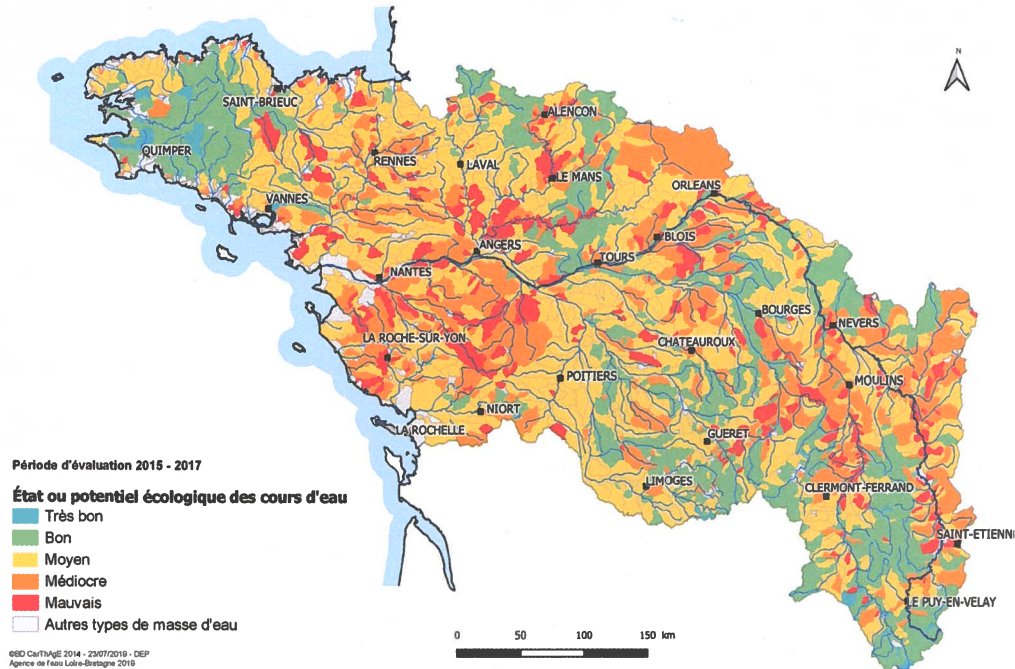 N
SAINT-BRIEUC
ALENÇON
QUIMPER
RENNES
LAVAL
LE MANS
ORLEANS
VANNES
ANGERS
BLOIS
TOURS
NANTES
BOURGES
NEVERS
LA ROCHE-SUR-YON
CHATEAUROUX
POITIERS
MOULINS
NIORT
LA ROCHELLE
GUERET
LIMOGES
CLERMONT-FERRAND
SAINT-ETIENN
LE PUY-EN-VELAY
Période d'évaluation 2015 - 2017
État ou potentiel écologique des cours d'eau
Très bon
Bon
Moyen
Médiocre
Mauvais
Autres types de masse d'eau
0 50 100 150 km
©BD CarThAgE 2014 - 23/07/2019 - DEP
Agence de l'eau Loire-Bretagne 2019